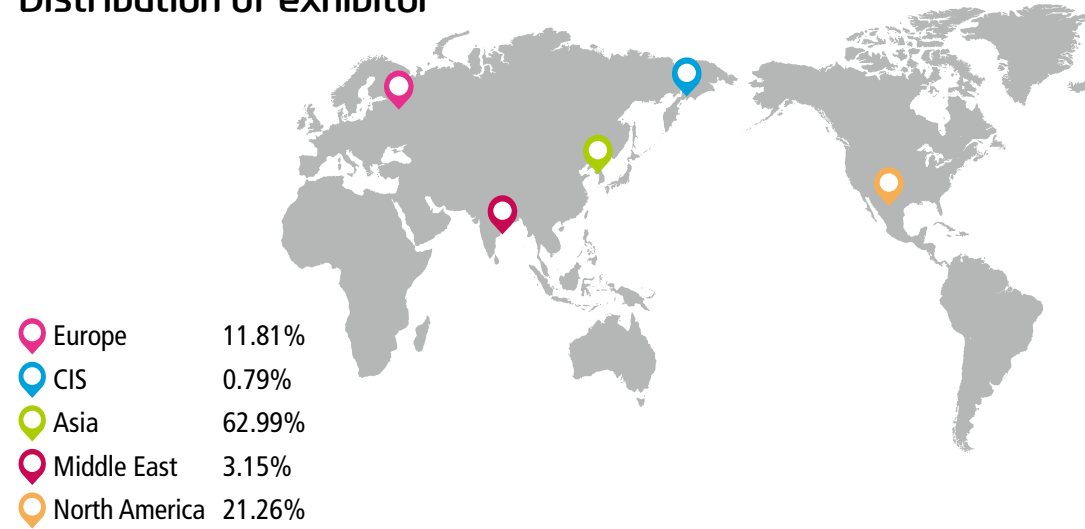 Distribution of exhibitor
Europe 11.81%
CIS 0.79%
Asia 62.99%
Middle East 3.15%
North America 21.26%